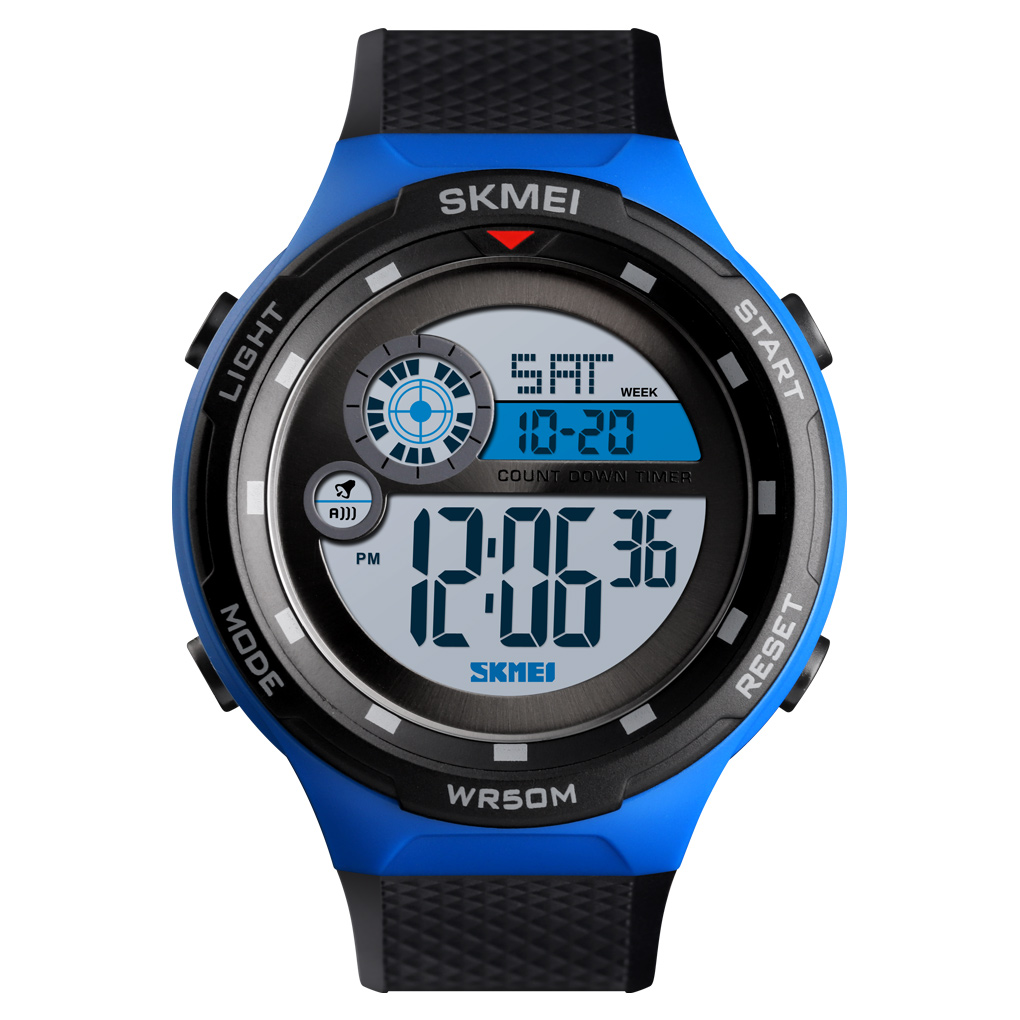 SKMEI
LIGHT
START
SAT
WEEK
10-20
COUNT DOWN TIMER
A)))
PM
12:06 36
SKMEI
MODE
RESET
WR50M